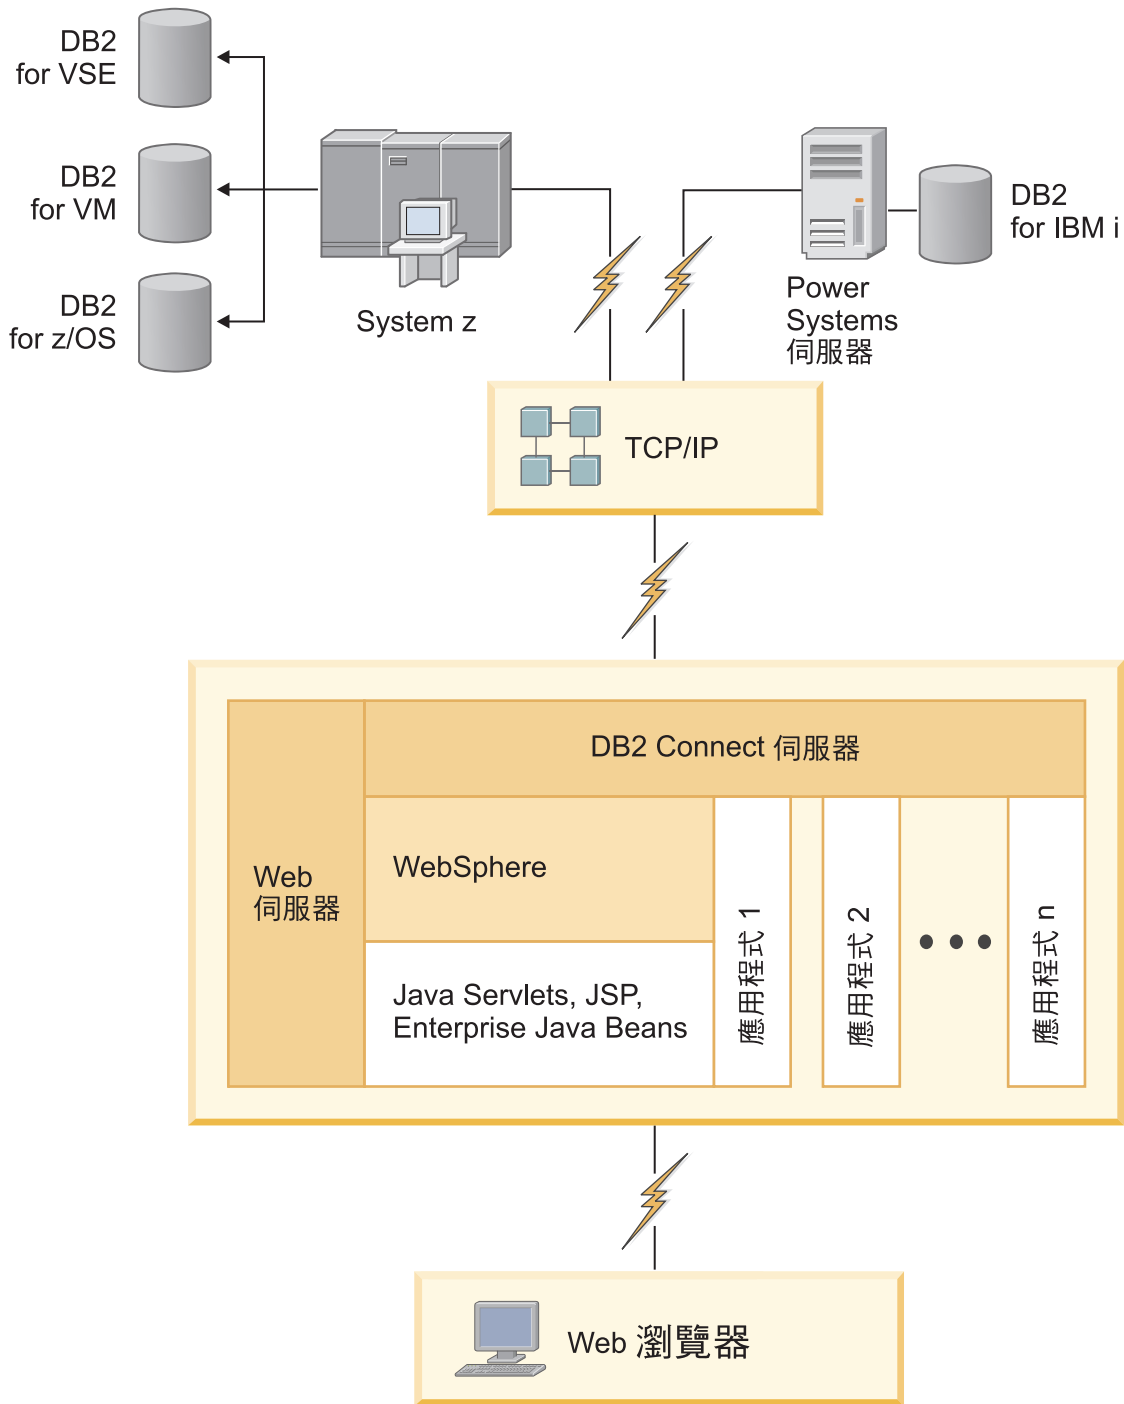 DB2
for VSE
DB2
for VM
DB2
for z/OS
System z
Power
Systems
伺服器
DB2
for IBM i
TCP/IP
DB2 Connect 伺服器
Web
伺服器
WebSphere
Java Servlets, JSP,
Enterprise Java Beans
應用程式 1
應用程式 2
應用程式 n
Web 瀏覽器